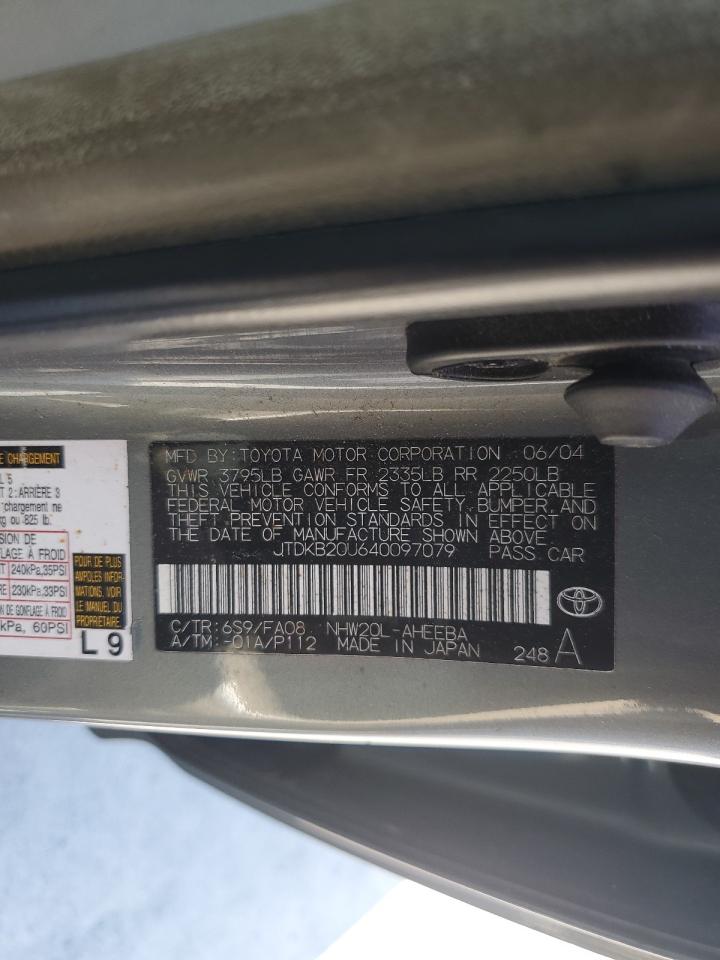 E CHARGEMENT
L 5
T 2:ARRIÈRE 3
chargement ne
kg ou 825 lb.
SION DE
FLAGE À FROID
240kPa,35PSI
230kPa,33PSI
N DE GONFLAGE À FROID
kPa, 60PSI
POUR DE PLUS
AMPLES INFOR-
MATIONS, VOIR
LE MANUEL DU
PROPRIÉTAIRE
L 9
MFD BY:TOYOTA MOTOR CORPORATION 06/04
GVWR 3795LB GAWR FR 2335LB RR 2250LB
THIS VEHICLE CONFORMS TO ALL APPLICABLE
FEDERAL MOTOR VEHICLE SAFETY, BUMPER, AND
THEFT PREVENTION STANDARDS IN EFFECT ON
THE DATE OF MANUFACTURE SHOWN ABOVE.
JTDKB20U640097079 PASS CAR
C/TR:6S9/FA08 NHW20L-AHEEBA
A/TM:-01A/P112 MADE IN JAPAN 248 A